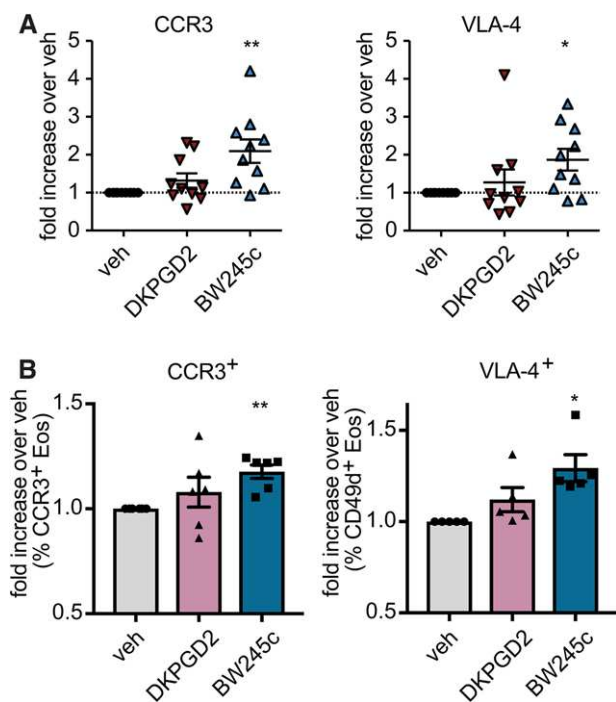 A
CCR3
VLA-4
fold increase over veh
5
4
3
2
1
0
**
veh
DKPGD2
BW245c
fold increase over veh
5
4
3
2
1
0
*
veh
DKPGD2
BW245c
B
CCR3+
VLA-4+
fold increase over veh
(% CCR3+ Eos)
1.5
1.0
0.5
**
veh
DKPGD2
BW245c
fold increase over veh
(% CD49d+ Eos)
1.5
1.0
0.5
*
veh
DKPGD2
BW245c